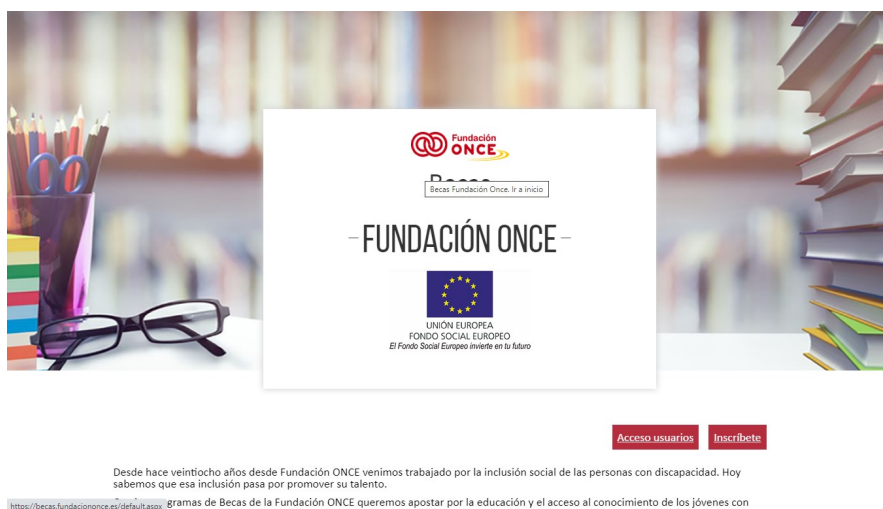 Fundación
ONCE
Becas Fundación Once. Ir a inicio
FUNDACIÓN ONCE
UNIÓN EUROPEA
FONDO SOCIAL EUROPEO
El Fondo Social Europeo invierte en tu futuro
Acceso usuarios
Inscríbete
Desde hace veintiocho años desde Fundación ONCE venimos trabajado por la inclusión social de las personas con discapacidad. Hoy
sabemos que esa inclusión pasa por promover su talento.
gramas de Becas de la Fundación ONCE queremos apostar por la educación y el acceso al conocimiento de los jóvenes con
https://becas.fundaciononce.es/default.aspx